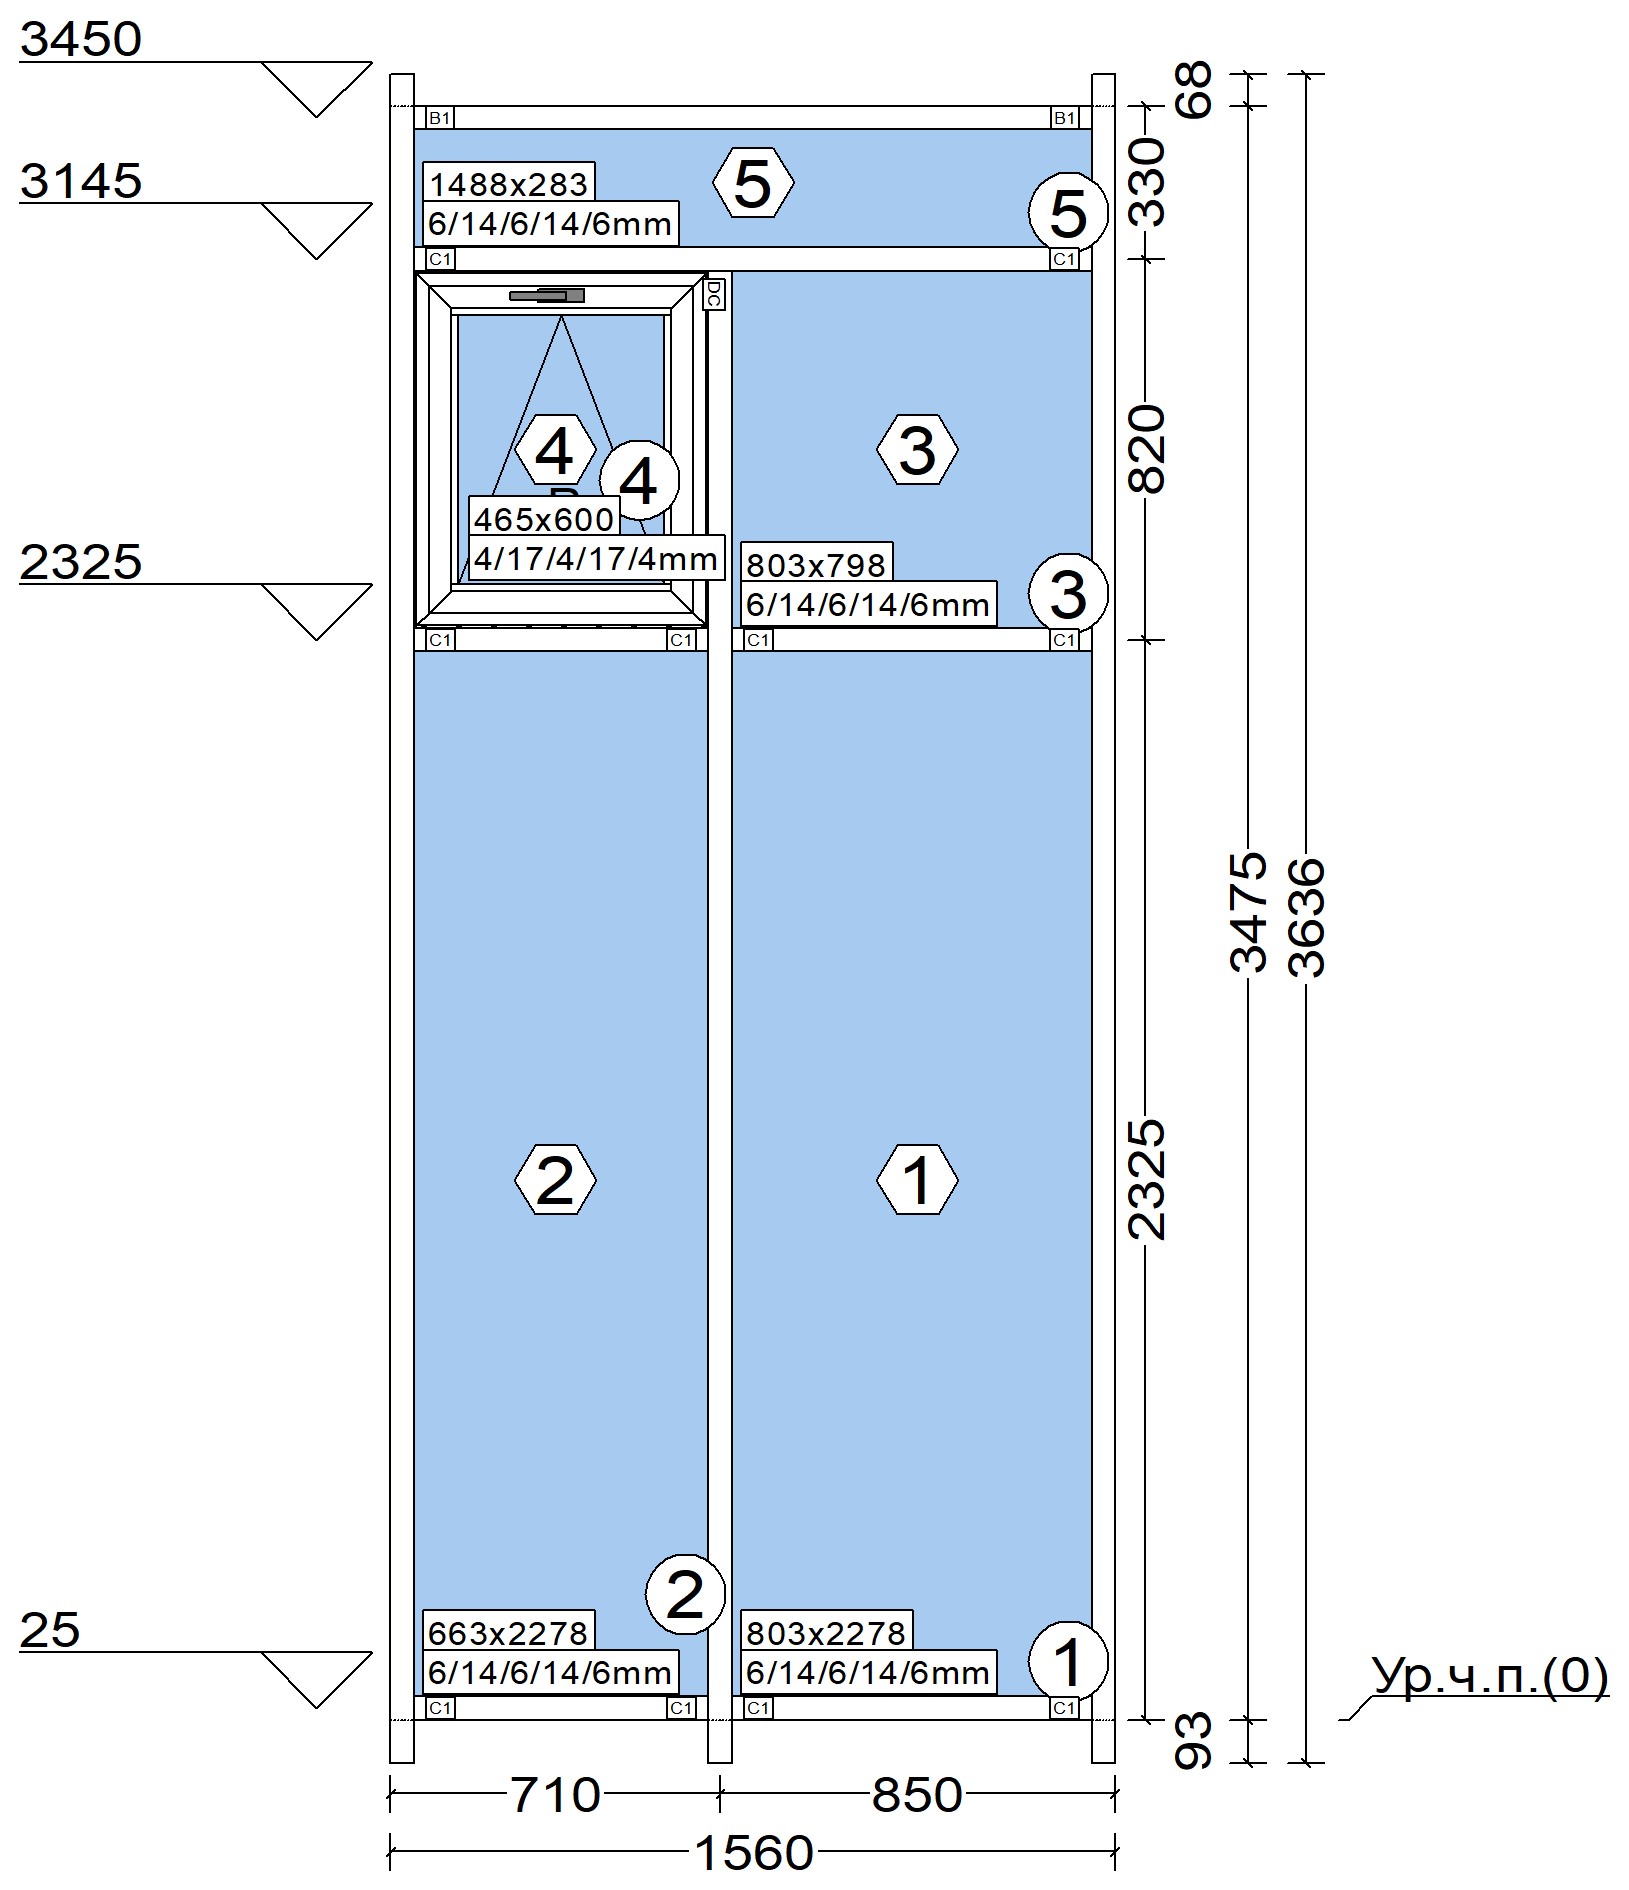 3450
68
B1
B1
330
3145
1488x283
5
6/14/6/14/6mm
5
C1
C1
DC
820
4
3
4
465x600
4/17/4/17/4mm
2325
803x798
6/14/6/14/6mm
3
C1
C1
C1
C1
3475
3636
2325
2
1
2
25
663x2278
6/14/6/14/6mm
803x2278
6/14/6/14/6mm
1
C1
C1
C1
C1
Ур.ч.п.(0)
93
710
850
1560